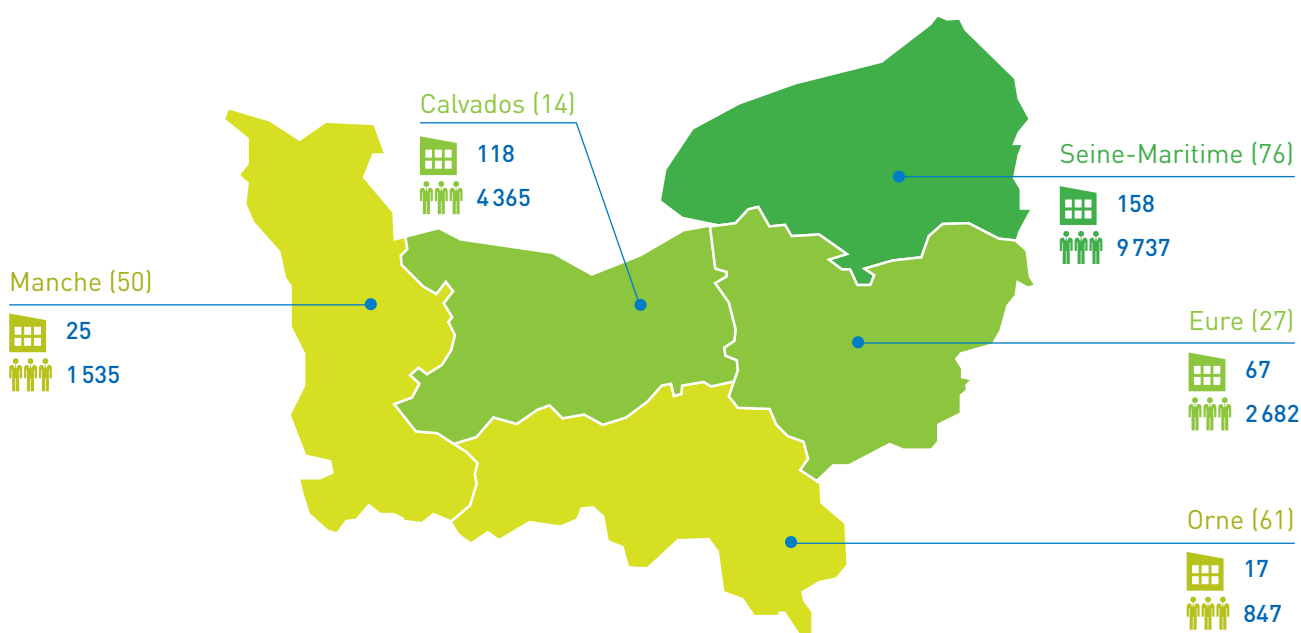 Calvados (14)
118
4 365
Seine-Maritime (76)
158
9 737
Manche (50)
25
1 535
Eure (27)
67
2 682
Orne (61)
17
847